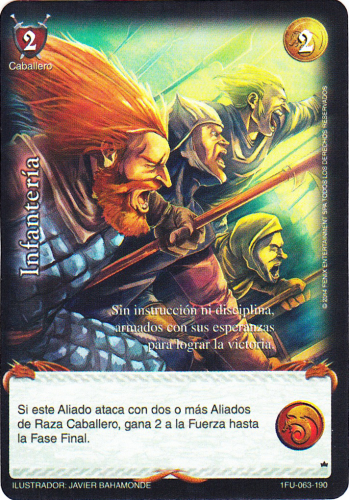 2
2
Caballero
Infantería
© 2014 FENIX ENTERTAINMENT SPA TODOS LOS DERECHOS RESERVADOS
Sin instrucción ni disciplina,
armados con sus esperanzas
para lograr la victoria.
Si este Aliado ataca con dos o más Aliados
de Raza Caballero, gana 2 a la Fuerza hasta
la Fase Final.
ILUSTRADOR: JAVIER BAHAMONDE
1FU-063-190